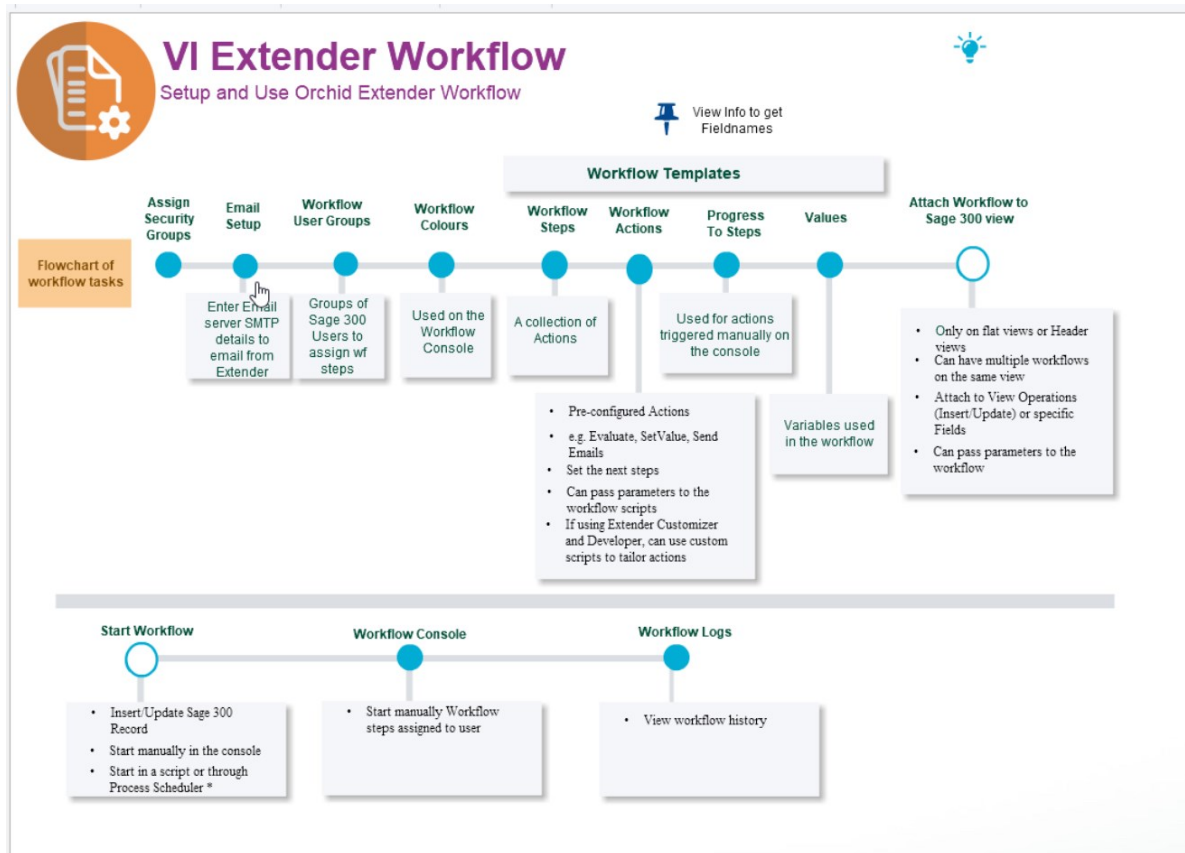 VI Extender Workflow
Setup and Use Orchid Extender Workflow
View Info to get
Fieldnames
Workflow Templates
Assign
Security
Groups
Email
Setup
Workflow
User Groups
Workflow
Colours
Workflow
Steps
Workflow
Actions
Progress
To Steps
Values
Attach Workflow to
Sage 300 view
Flowchart of
workflow tasks
Enter Email
server SMTP
details to
email from
Extender
Groups of
Sage 300
Users to
assign wf
steps
Used on the
Workflow
Console
A collection of
Actions
Used for actions
triggered manually on
the console
• Only on flat views or Header
views
• Can have multiple workflows
on the same view
• Attach to View Operations
(Insert/Update) or specific
Fields
• Can pass parameters to the
workflow
• Pre-configured Actions
• e.g. Evaluate, SetValue, Send
Emails
• Set the next steps
• Can pass parameters to the
workflow scripts
• If using Extender Customizer
and Developer, can use custom
scripts to tailor actions
Variables used
in the workflow
Start Workflow
Workflow Console
Workflow Logs
• Insert/Update Sage 300
Record
• Start manually in the console
• Start in a script or through
Process Scheduler *
• Start manually Workflow
steps assigned to user
• View workflow history